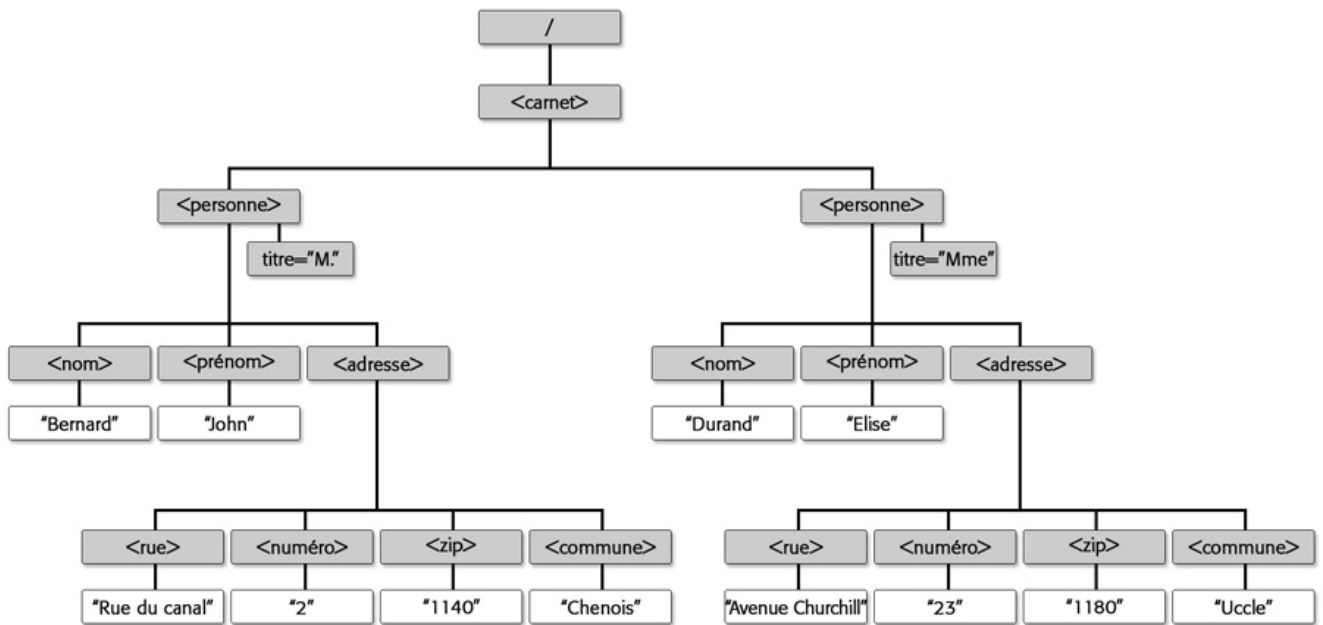 /
<carnet>
<personne>
<personne>
titre="M."
titre="Mme"
<nom>
<prénom>
<adresse>
<nom>
<prénom>
<adresse>
"Bernard"
"John"
"Durand"
"Elise"
<rue>
<numéro>
<zip>
<commune>
<rue>
<numéro>
<zip>
<commune>
"Rue du canal"
"2"
"1140"
"Chenois"
"Avenue Churchill"
"23"
"1180"
"Uccle"